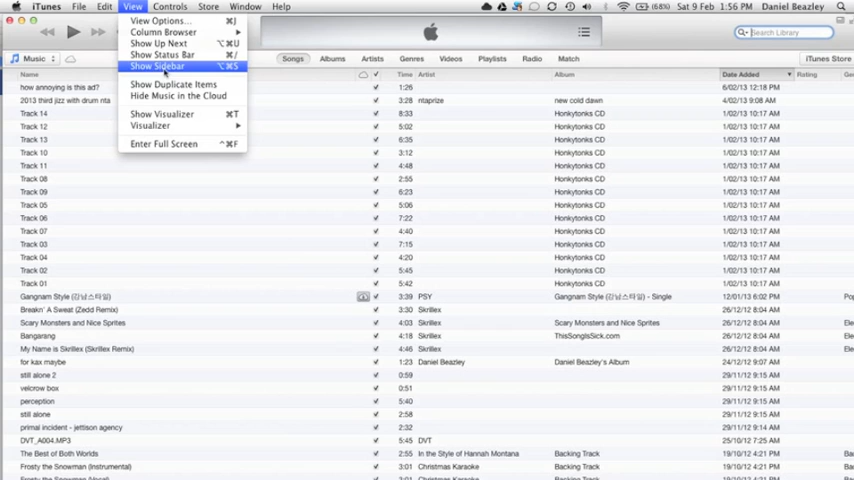 iTunes File Edit View Controls Store Window Help (68%) Sat 9 Feb 1:56 PM Daniel Beazley
View Options... ⌘J
Column Browser
Show Up Next ⌥⌘U
Show Status Bar ⌘/
Show Sidebar ⌥⌘S
Show Duplicate Items
Hide Music in the Cloud
Show Visualizer ⌘T
Visualizer
Enter Full Screen ^⌘F
Search Library
Music Songs Albums Artists Genres Videos Playlists Radio Match iTunes Store
Name Time Artist Album Date Added Rating Genre
how annoying is this ad? 1:26 6/02/13 12:18 PM
2013 third jizz with drum nta 3:32 ntaprize new cold dawn 4/02/13 9:08 AM
Track 14 8:33 Honkytonks CD 1/02/13 10:17 AM
Track 12 5:02 Honkytonks CD 1/02/13 10:17 AM
Track 13 6:35 Honkytonks CD 1/02/13 10:17 AM
Track 10 3:12 Honkytonks CD 1/02/13 10:17 AM
Track 11 4:48 Honkytonks CD 1/02/13 10:17 AM
Track 08 2:55 Honkytonks CD 1/02/13 10:17 AM
Track 09 6:23 Honkytonks CD 1/02/13 10:17 AM
Track 05 5:06 Honkytonks CD 1/02/13 10:17 AM
Track 06 7:22 Honkytonks CD 1/02/13 10:17 AM
Track 07 4:40 Honkytonks CD 1/02/13 10:17 AM
Track 03 7:15 Honkytonks CD 1/02/13 10:17 AM
Track 04 4:20 Honkytonks CD 1/02/13 10:17 AM
Track 02 5:45 Honkytonks CD 1/02/13 10:17 AM
Track 01 5:42 Honkytonks CD 1/02/13 10:17 AM
Gangnam Style (강남스타일) 3:39 PSY Gangnam Style (강남스타일) - Single 12/01/13 6:02 PM Po
Breakn' A Sweat (Zedd Remix) 3:30 Skrillex 26/12/12 8:39 AM
Scary Monsters and Nice Sprites 4:03 Skrillex Scary Monsters and Nice Sprites 26/12/12 8:39 AM Ele
Bangarang 4:18 Skrillex ThisSongIsSick.com 26/12/12 8:39 AM
My Name is Skrillex (Skrillex Remix) 4:49 Skrillex 26/12/12 8:39 AM Ele
for kax maybe 1:23 Daniel Beazley Daniel Beazley's Album 24/12/12 9:07 AM
still alone 2 0:59 29/11/12 9:35 AM
velcrow box 0:51 29/11/12 9:35 AM
perception 5:40 29/11/12 9:35 AM
still alone 2:58 29/11/12 9:35 AM
primal incident - jettison agency 2:32 29/11/12 9:35 AM
DVT_A004.MP3 5:45 DVT 25/10/12 7:25 AM
The Best of Both Worlds 2:54 In the Style of Hannah Montana Backing Track 19/10/12 4:21 PM Ba
Frosty the Snowman (Instrumental) 3:01 Christmas Karaoke Backing Track 19/10/12 4:21 PM Ba